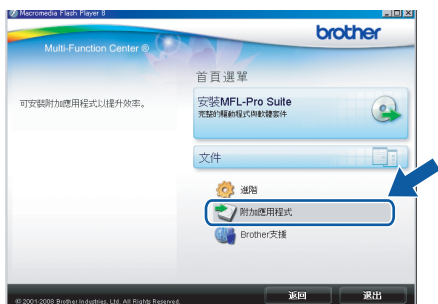 Macromedia Flash Player 8
brother
Multi-Function Center ®
首頁選單
可安裝附加應用程式以提升效率。
安裝MFL-Pro Suite
完整的驅動程式與軟體套件
文件
進階
附加應用程式
Brother支援
© 2001-2008 Brother Industries, Ltd. All Rights Reserved.
返回
退出